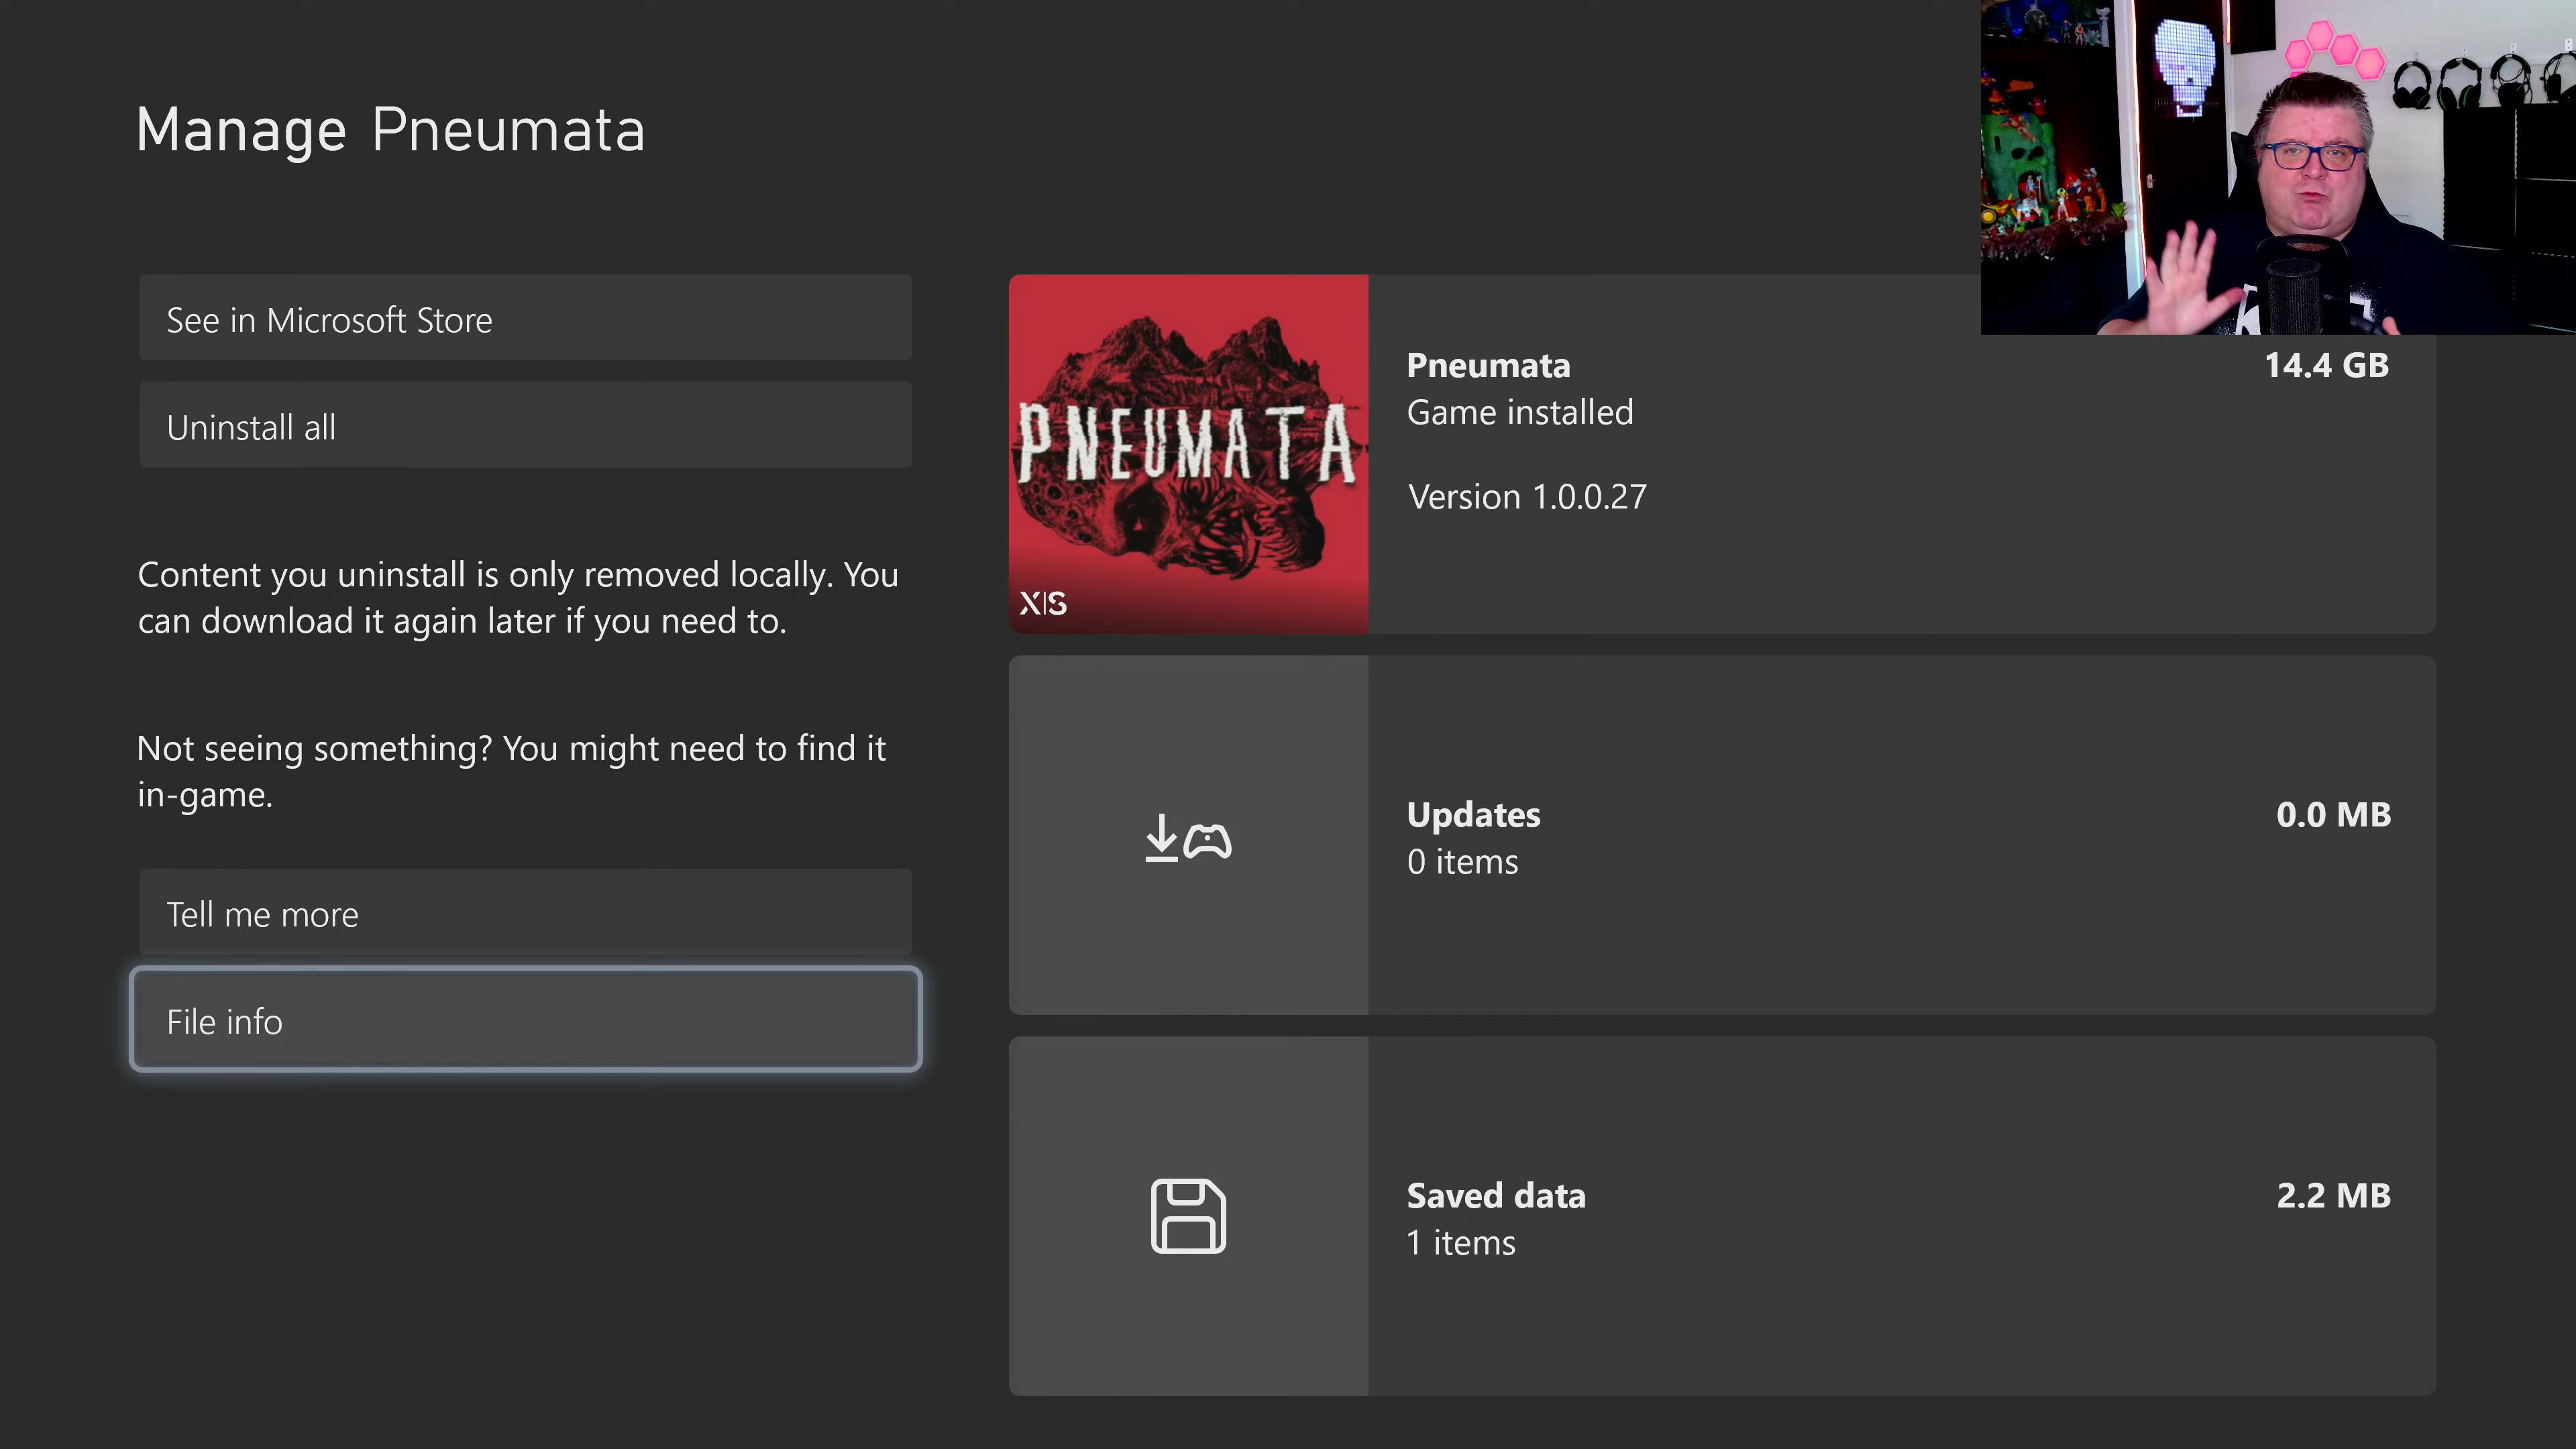 Manage Pneumata
See in Microsoft Store
Uninstall all
Content you uninstall is only removed locally. You
can download it again later if you need to.
Not seeing something? You might need to find it
in-game.
Tell me more
File info
PNEUMATA
X|S
Pneumata
14.4 GB
Game installed
Version 1.0.0.27
Updates
0.0 MB
0 items
Saved data
2.2 MB
1 items